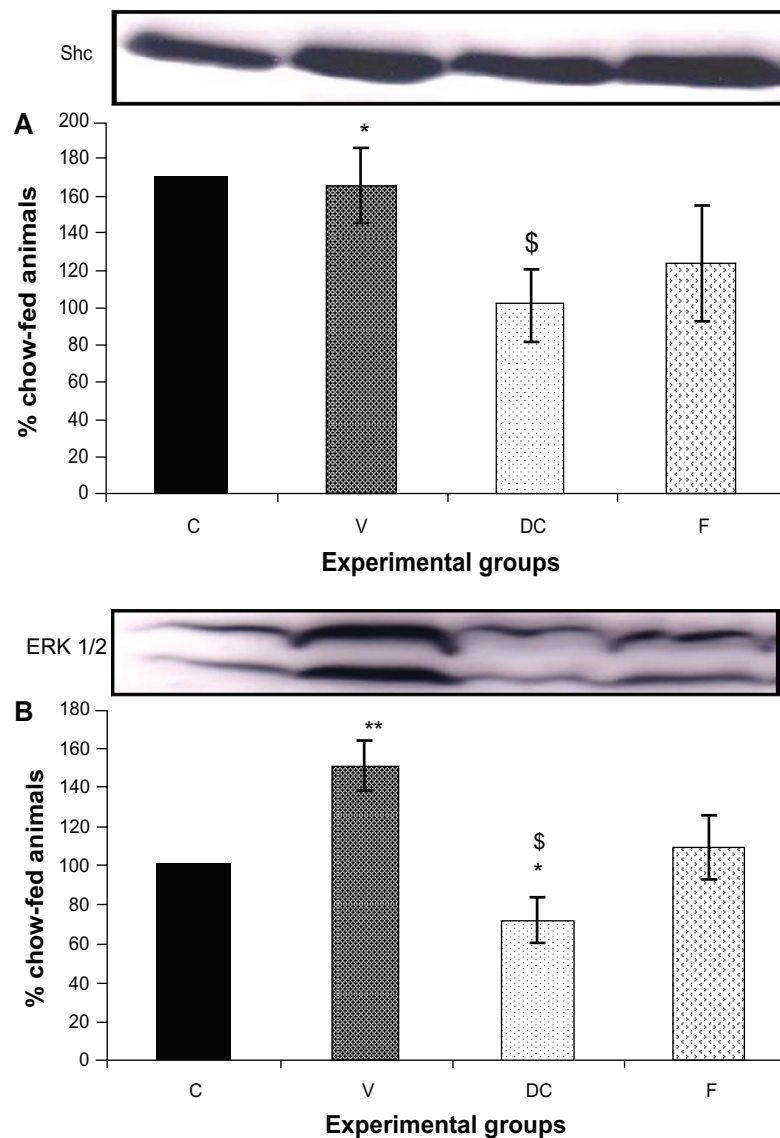 Shc
A
200
180
160
140
120
100
80
60
40
20
0
% chow-fed animals
*
$
C V DC F
Experimental groups
ERK 1/2
B
180
160
140
120
100
80
60
40
20
0
% chow-fed animals
**
$
*
C V DC F
Experimental groups